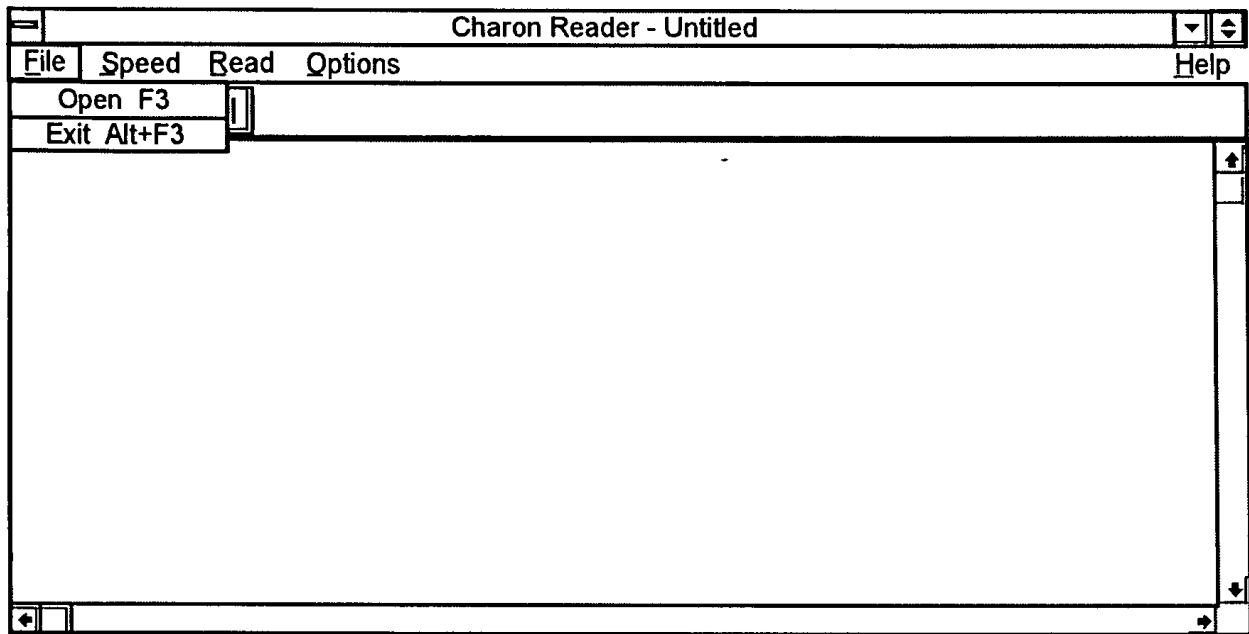 Charon Reader - Untitled
File Speed Read Options Help
Open F3
Exit Alt+F3